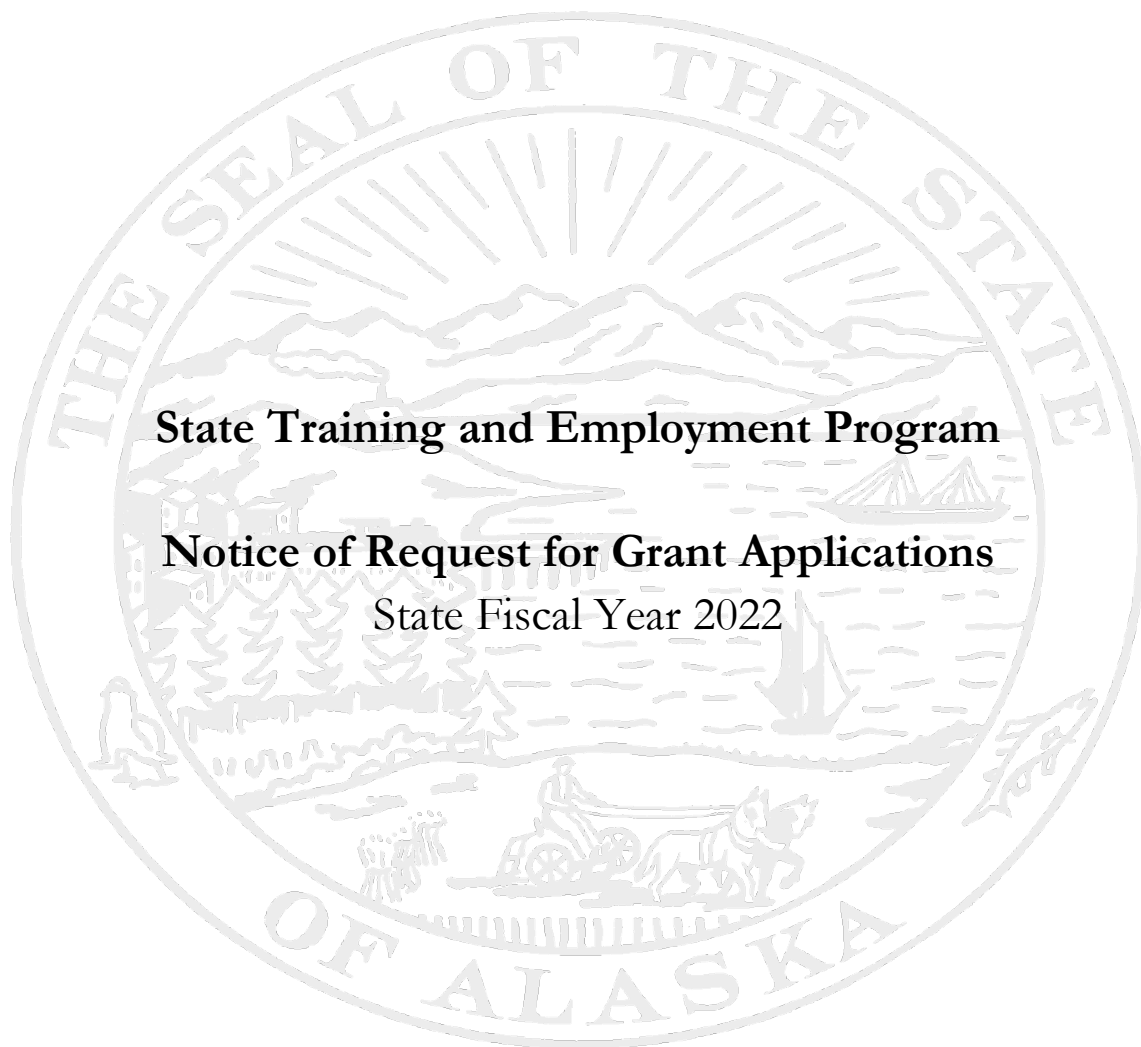 THE SEAL OF THE STATE
State Training and Employment Program
Notice of Request for Grant Applications
State Fiscal Year 2022
OF ALASKA